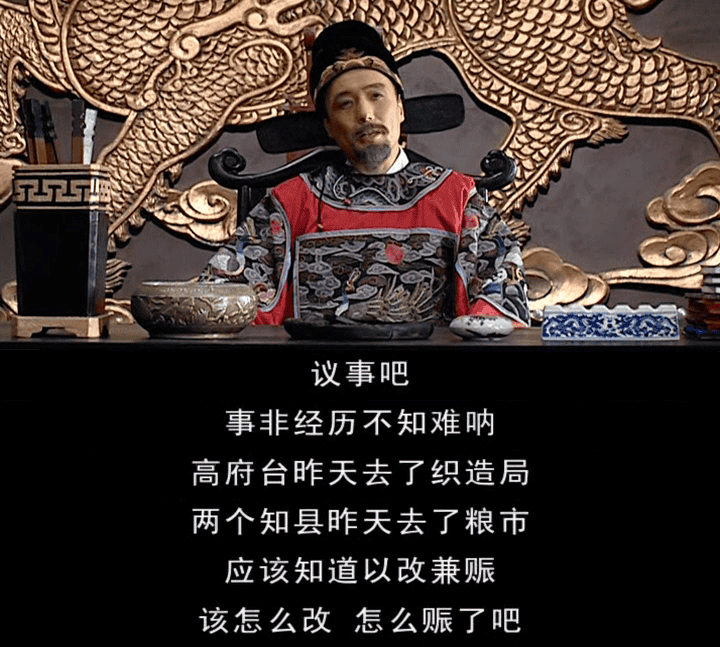 议事吧
事非经历不知难呐
高府台昨天去了织造局
两个知县昨天去了粮市
应该知道以改兼赈
该怎么改 怎么赈了吧